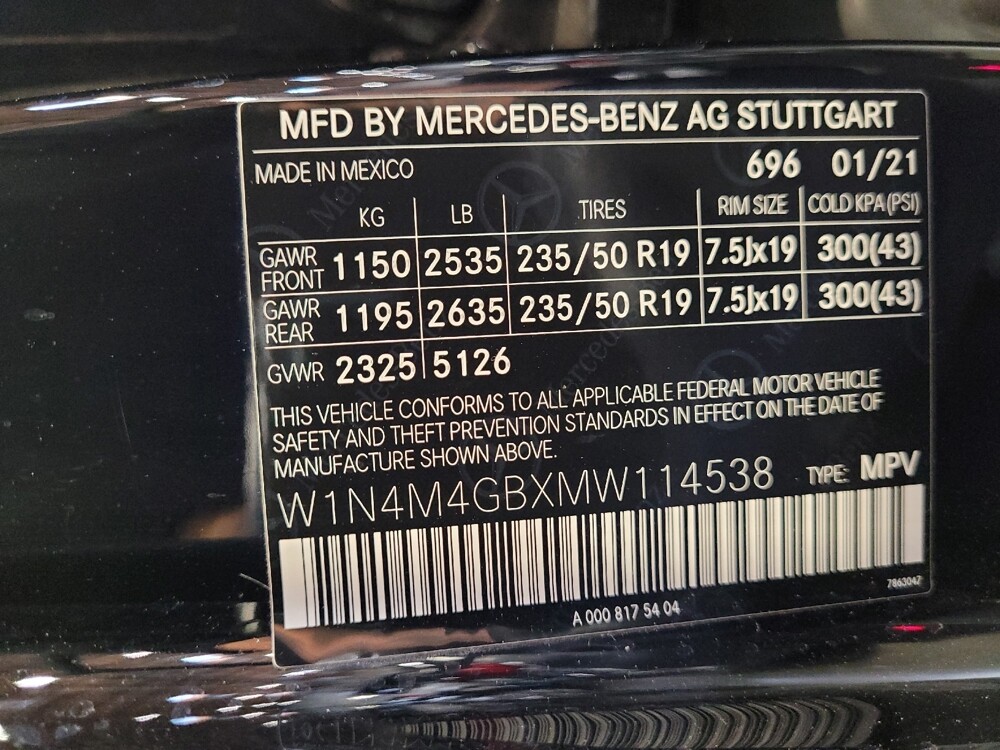 MFD BY MERCEDES-BENZ AG STUTTGART
MADE IN MEXICO 696 01/21
KG LB TIRES RIM SIZE COLD KPA(PSI)
GAWR FRONT 1150 2535 235/50 R19 7.5Jx19 300(43)
GAWR REAR 1195 2635 235/50 R19 7.5Jx19 300(43)
GVWR 2325 5126
THIS VEHICLE CONFORMS TO ALL APPLICABLE FEDERAL MOTOR VEHICLE
SAFETY AND THEFT PREVENTION STANDARDS IN EFFECT ON THE DATE OF
MANUFACTURE SHOWN ABOVE.
W1N4M4GBXMW114538 TYPE: MPV
7863047
A 000 817 54 04